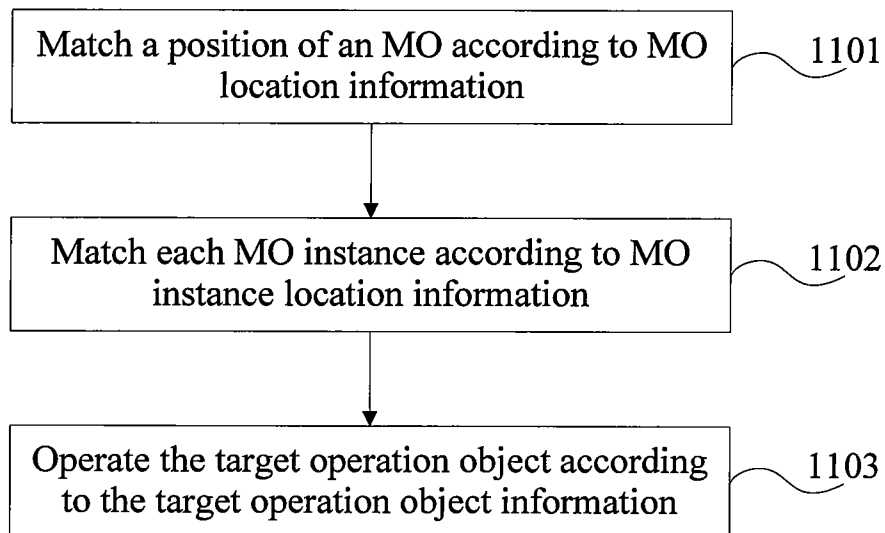 Match a position of an MO according to MO
location information
1101
Match each MO instance according to MO
instance location information
1102
Operate the target operation object according
to the target operation object information
1103